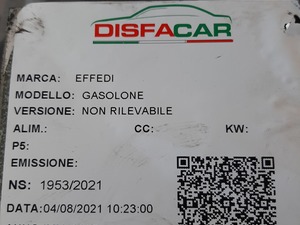 DISFACAR
MARCA: EFFEDI
MODELLO: GASOLONE
VERSIONE: NON RILEVABILE
ALIM.: CC: KW:
P5:
EMISSIONE:
NS: 1953/2021
DATA: 04/08/2021 10:23:00